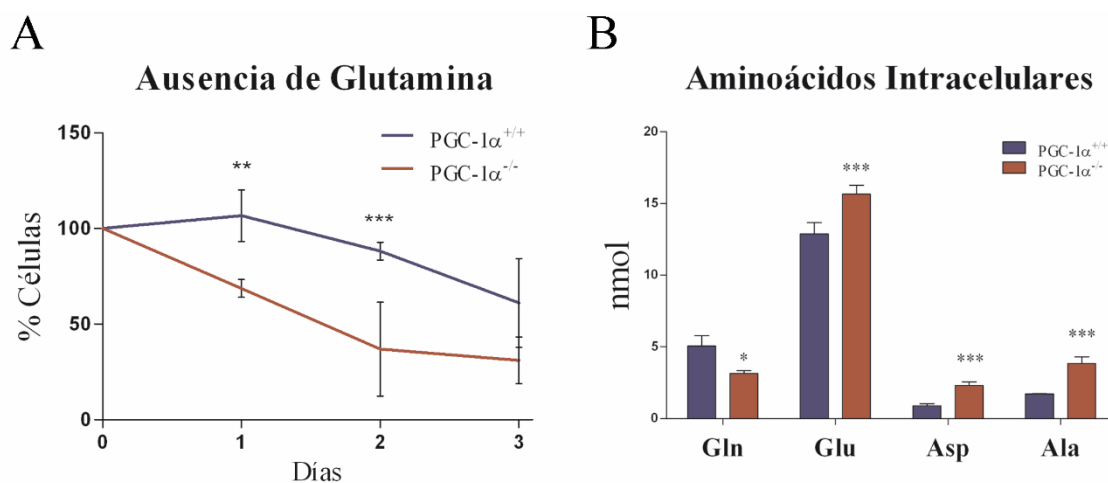 A
Ausencia de Glutamina
PGC-1α+/+
PGC-1α-/-
**
***
150
100
50
0
% Células
0 1 2 3
Días
B
Aminoácidos Intracelulares
PGC-1α+/+
PGC-1α-/-
20
15
10
5
0
nmol
*
***
***
***
Gln Glu Asp Ala